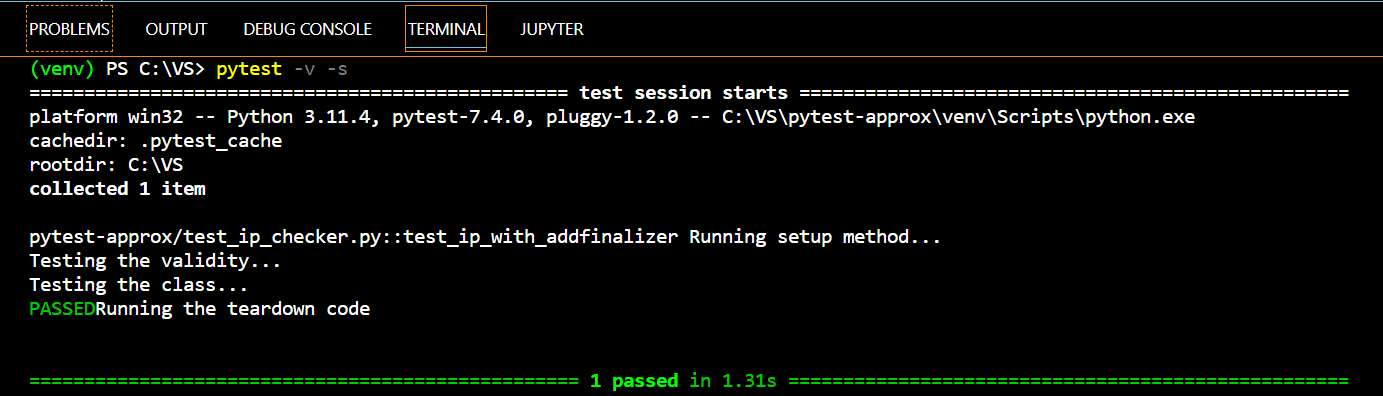 PROBLEMS OUTPUT DEBUG CONSOLE TERMINAL JUPYTER
(venv) PS C:\VS> pytest -v -s
================================================= test session starts ==================================================
platform win32 -- Python 3.11.4, pytest-7.4.0, pluggy-1.2.0 -- C:\VS\pytest-approx\venv\Scripts\python.exe
cachedir: .pytest_cache
rootdir: C:\VS
collected 1 item
pytest-approx/test_ip_checker.py::test_ip_with_addfinalizer Running setup method...
Testing the validity...
Testing the class...
PASSEDRunning the teardown code
================================================== 1 passed in 1.31s ===================================================